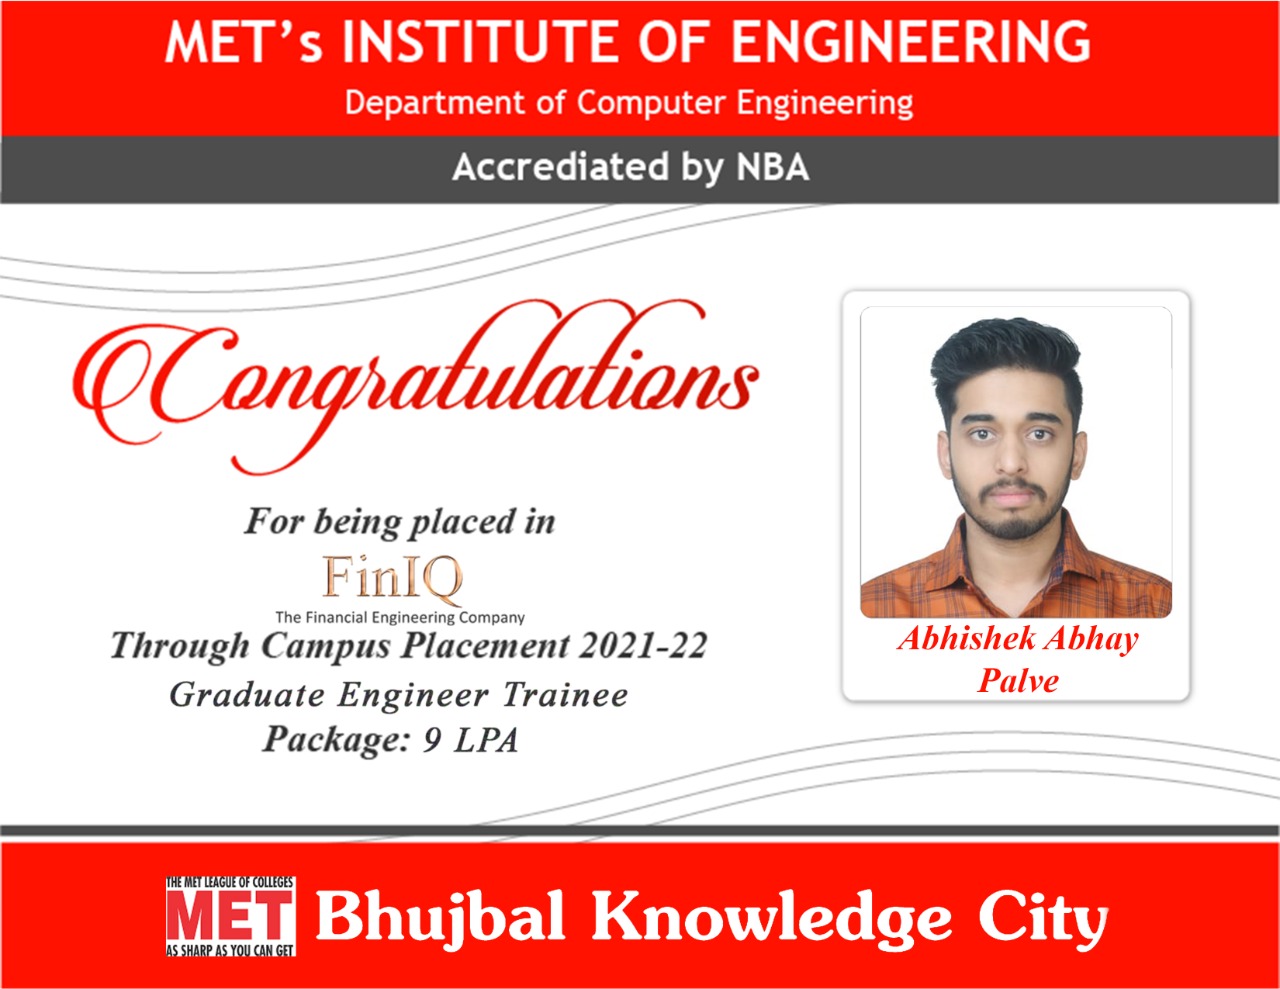 MET's INSTITUTE OF ENGINEERING
Department of Computer Engineering
Accrediated by NBA
Congratulations
For being placed in
FinIQ
The Financial Engineering Company
Through Campus Placement 2021-22
Graduate Engineer Trainee
Package: 9 LPA
Abhishek Abhay
Palve
THE MET LEAGUE OF COLLEGES
MET
AS SHARP AS YOU CAN GET
Bhujbal Knowledge City